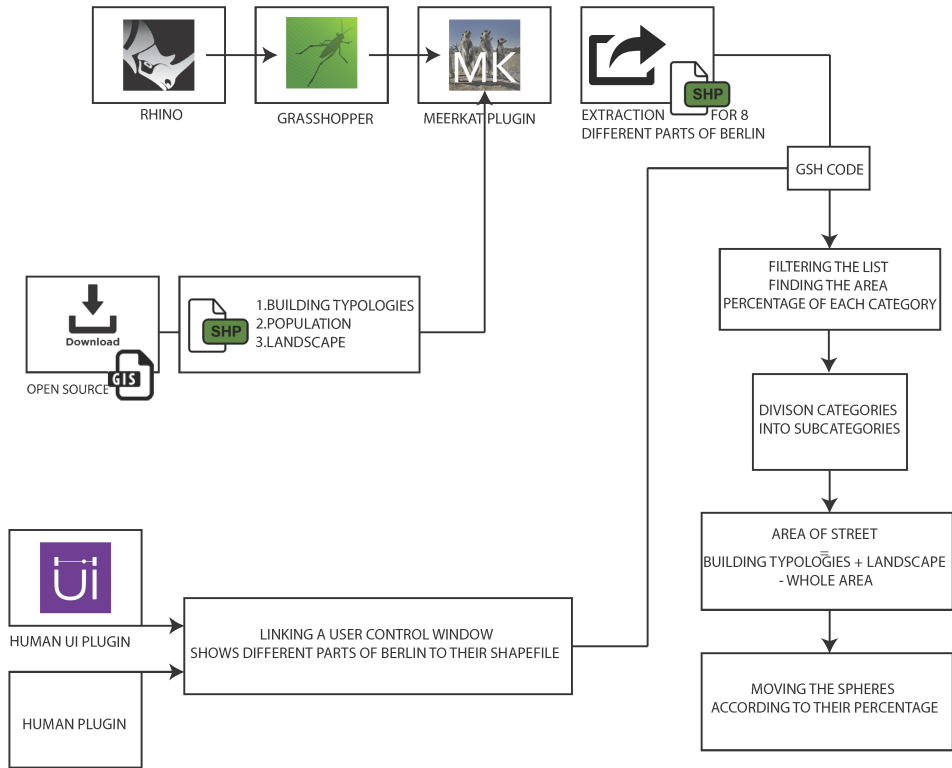 MK
RHINO
GRASSHOPPER
MEERKAT PLUGIN
SHP
EXTRACTION FOR 8
DIFFERENT PARTS OF BERLIN
GSH CODE
FILTERING THE LIST
FINDING THE AREA
PERCENTAGE OF EACH CATEGORY
Download
GIS
OPEN SOURCE
SHP
1.BUILDING TYPOLOGIES
2.POPULATION
3.LANDSCAPE
DIVISON CATEGORIES
INTO SUBCATEGORIES
AREA OF STREET
=
BUILDING TYPOLOGIES + LANDSCAPE
- WHOLE AREA
Ui
HUMAN UI PLUGIN
LINKING A USER CONTROL WINDOW
SHOWS DIFFERENT PARTS OF BERLIN TO THEIR SHAPEFILE
HUMAN PLUGIN
MOVING THE SPHERES
ACCORDING TO THEIR PERCENTAGE